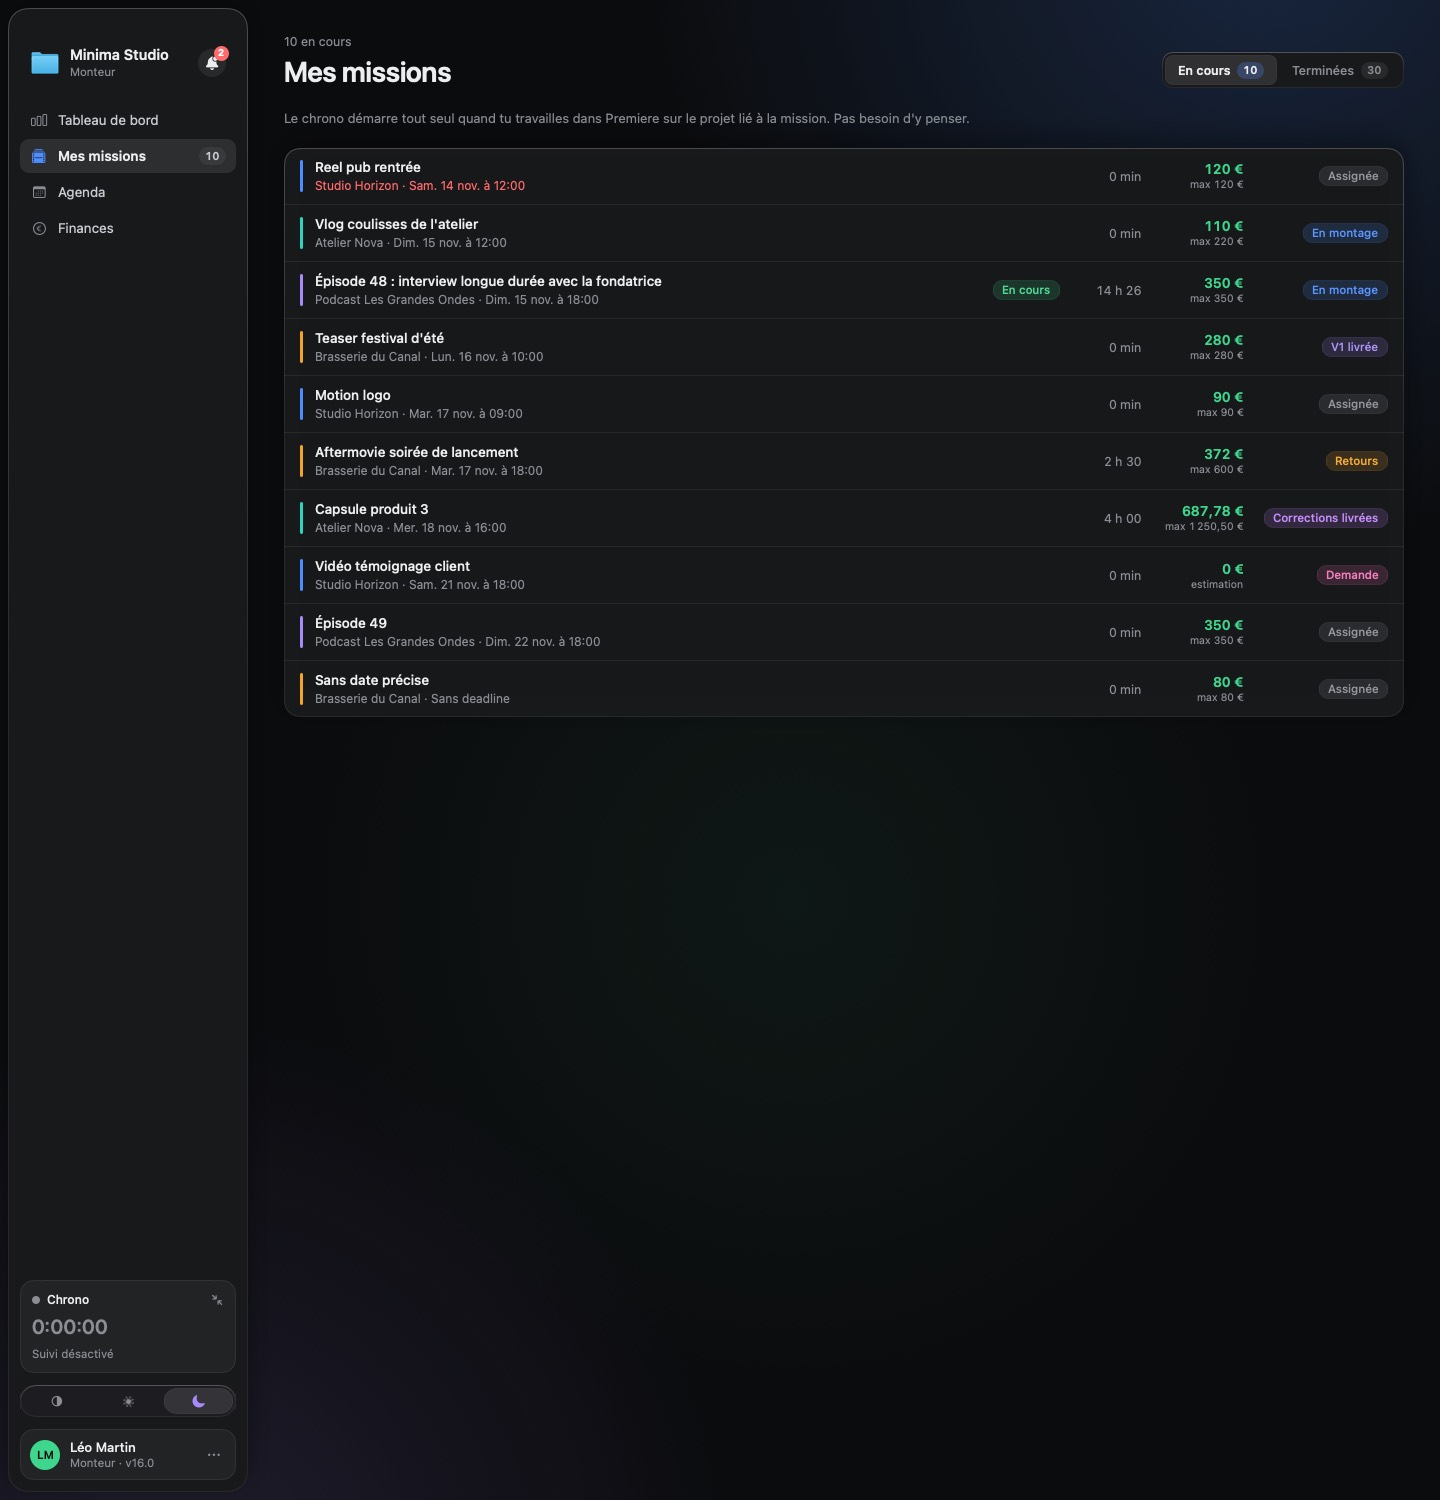 Minima Studio
Monteur
2
Tableau de bord
Mes missions 10
Agenda
Finances
Chrono
0:00:00
Suivi désactivé
LM
Léo Martin
Monteur · v16.0
10 en cours
Mes missions
En cours 10 Terminées 30
Le chrono démarre tout seul quand tu travailles dans Premiere sur le projet lié à la mission. Pas besoin d'y penser.
Reel pub rentrée
Studio Horizon · Sam. 14 nov. à 12:00
0 min
120 €
max 120 €
Assignée
Vlog coulisses de l'atelier
Atelier Nova · Dim. 15 nov. à 12:00
0 min
110 €
max 220 €
En montage
Épisode 48 : interview longue durée avec la fondatrice
Podcast Les Grandes Ondes · Dim. 15 nov. à 18:00
En cours
14 h 26
350 €
max 350 €
En montage
Teaser festival d'été
Brasserie du Canal · Lun. 16 nov. à 10:00
0 min
280 €
max 280 €
V1 livrée
Motion logo
Studio Horizon · Mar. 17 nov. à 09:00
0 min
90 €
max 90 €
Assignée
Aftermovie soirée de lancement
Brasserie du Canal · Mar. 17 nov. à 18:00
2 h 30
372 €
max 600 €
Retours
Capsule produit 3
Atelier Nova · Mer. 18 nov. à 16:00
4 h 00
687,78 €
max 1 250,50 €
Corrections livrées
Vidéo témoignage client
Studio Horizon · Sam. 21 nov. à 18:00
0 min
0 €
estimation
Demande
Épisode 49
Podcast Les Grandes Ondes · Dim. 22 nov. à 18:00
0 min
350 €
max 350 €
Assignée
Sans date précise
Brasserie du Canal · Sans deadline
0 min
80 €
max 80 €
Assignée